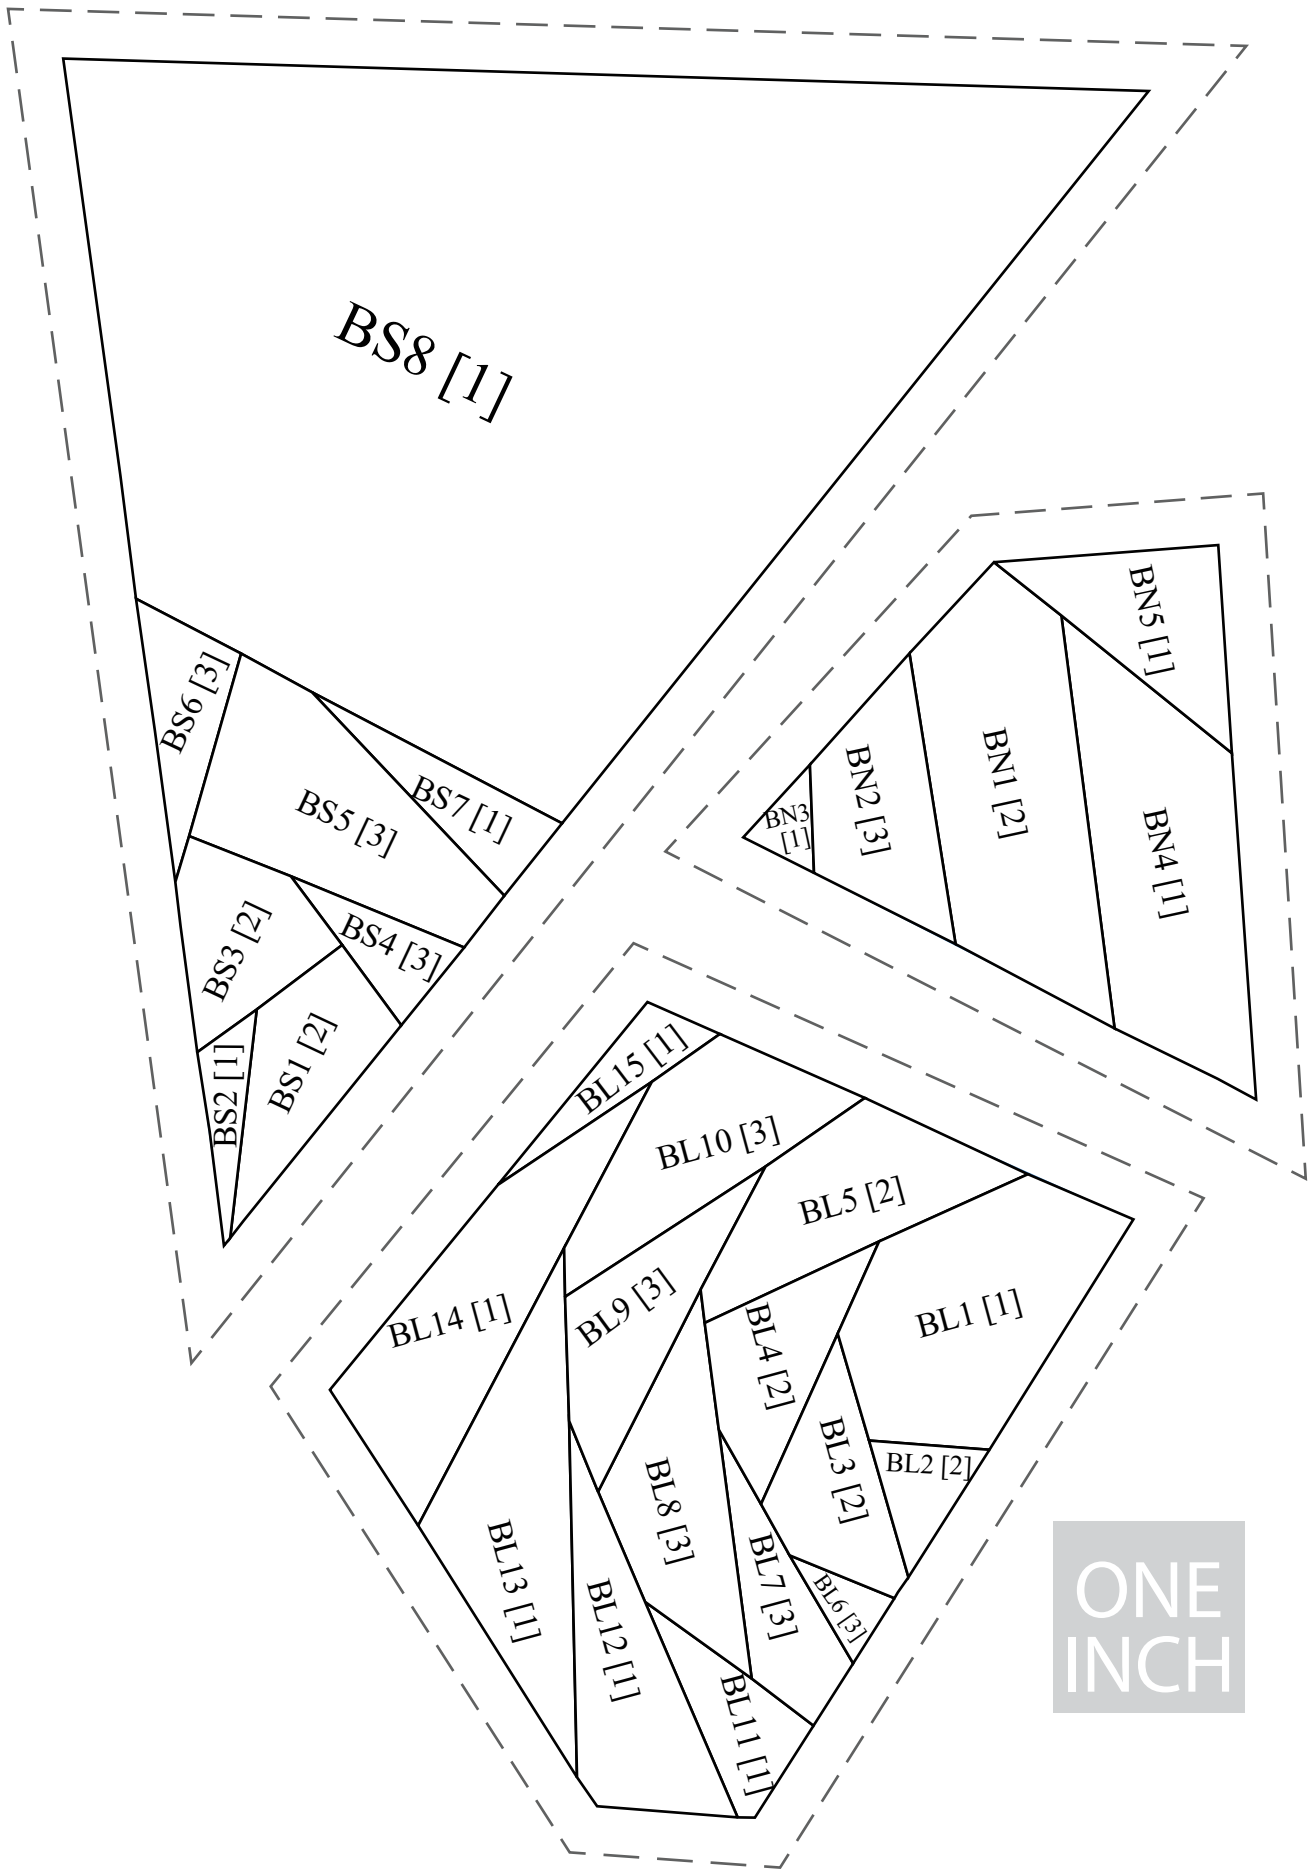 BS8 [1]
BS6 [3]
BS5 [3]
BS7 [1]
BS3 [2]
BS4 [3]
BS2 [1]
BS1 [2]
BN5 [1]
BN1 [2]
BN2 [3]
BN3
[1]
BN4 [1]
BL15 [1]
BL10 [3]
BL5 [2]
BL14 [1]
BL9 [3]
BL4 [2]
BL1 [1]
BL3 [2]
BL2 [2]
BL8 [3]
BL13 [1]
BL12 [1]
BL7 [3]
BL6 [3]
BL11 [1]
ONE
INCH